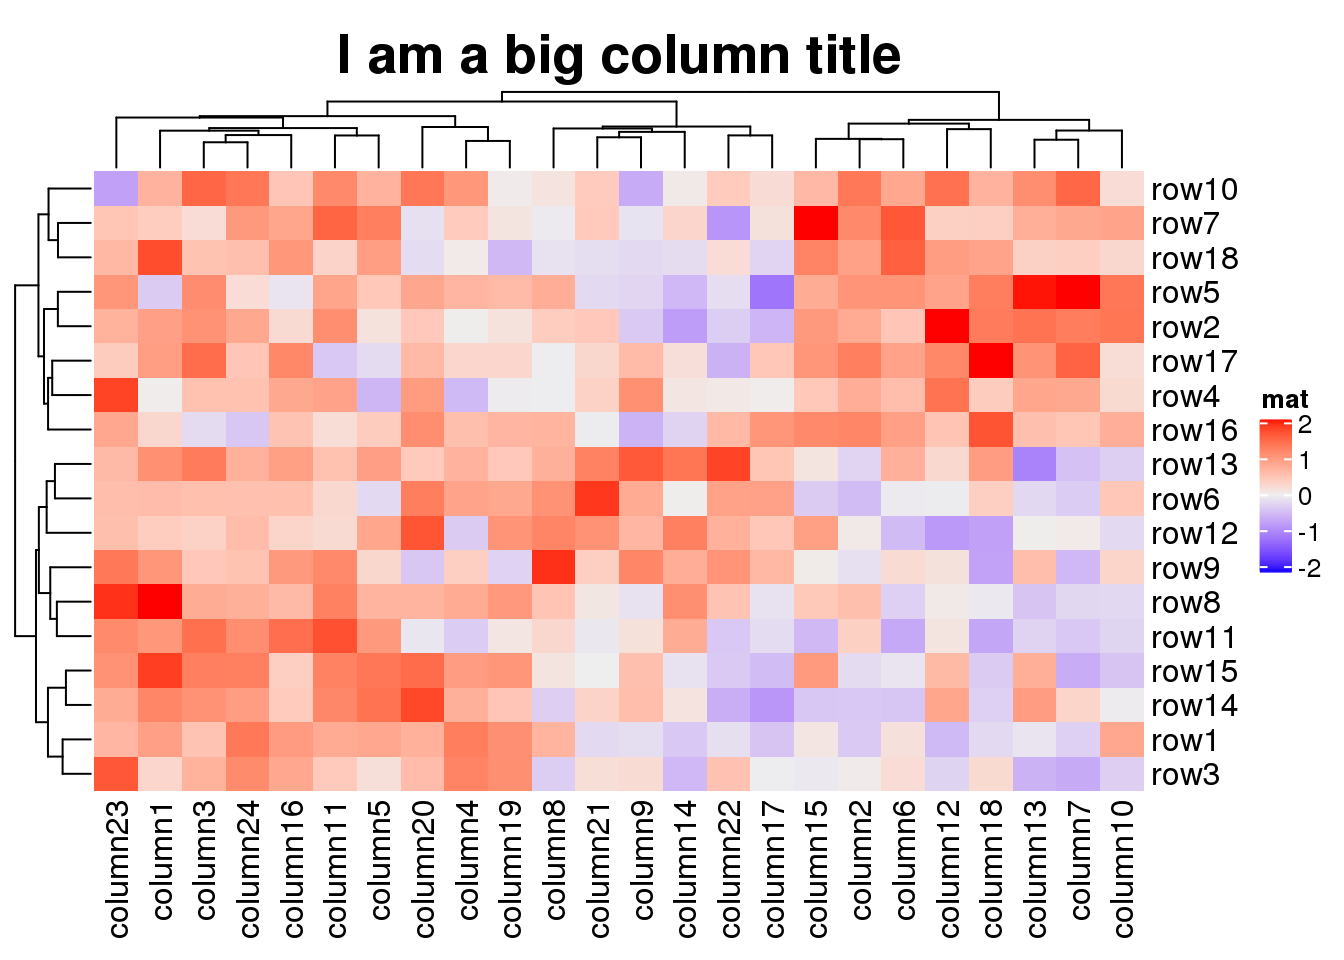 I am a big column title
row10
row7
row18
row5
row2
row17
row4
row16
row13
row6
row12
row9
row8
row11
row15
row14
row1
row3
mat
2
1
0
-1
-2
column23
column1
column3
column24
column16
column11
column5
column20
column4
column19
column8
column21
column9
column14
column22
column17
column15
column2
column6
column12
column18
column13
column7
column10